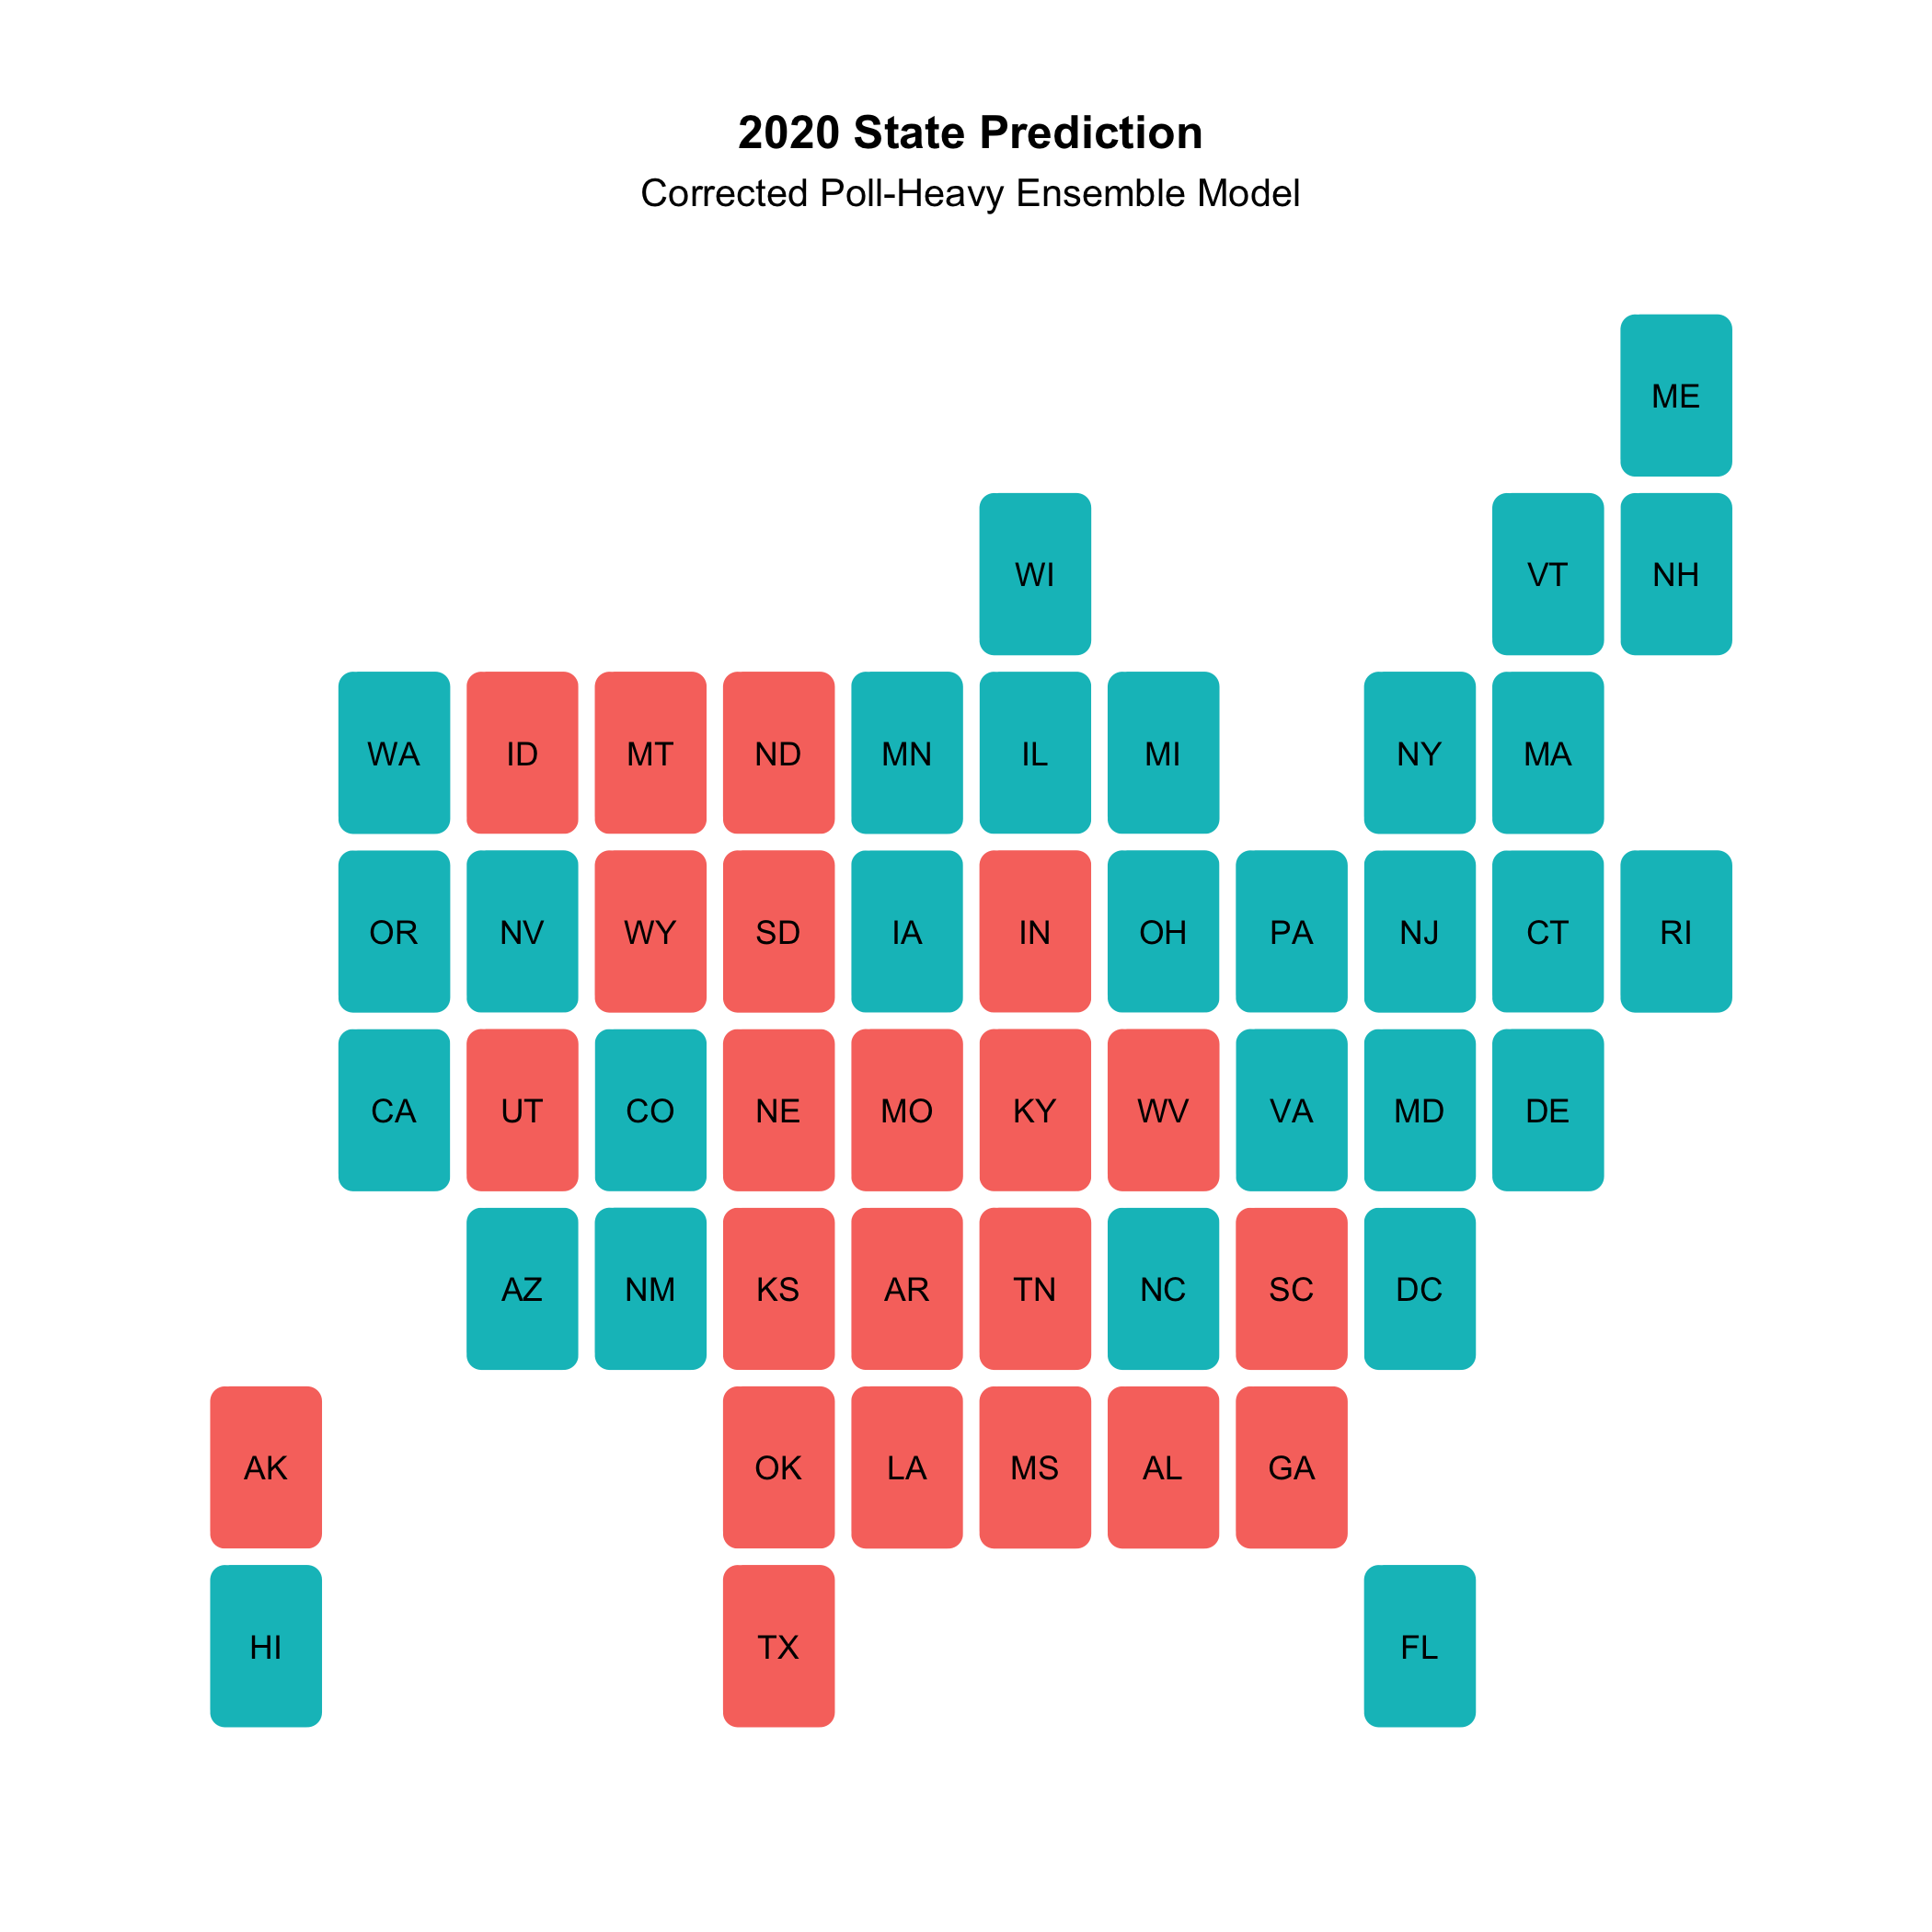 2020 State Prediction
Corrected Poll-Heavy Ensemble Model
ME
WI VT NH
WA ID MT ND MN IL MI NY MA
OR NV WY SD IA IN OH PA NJ CT RI
CA UT CO NE MO KY WV VA MD DE
AZ NM KS AR TN NC SC DC
AK OK LA MS AL GA
HI TX FL